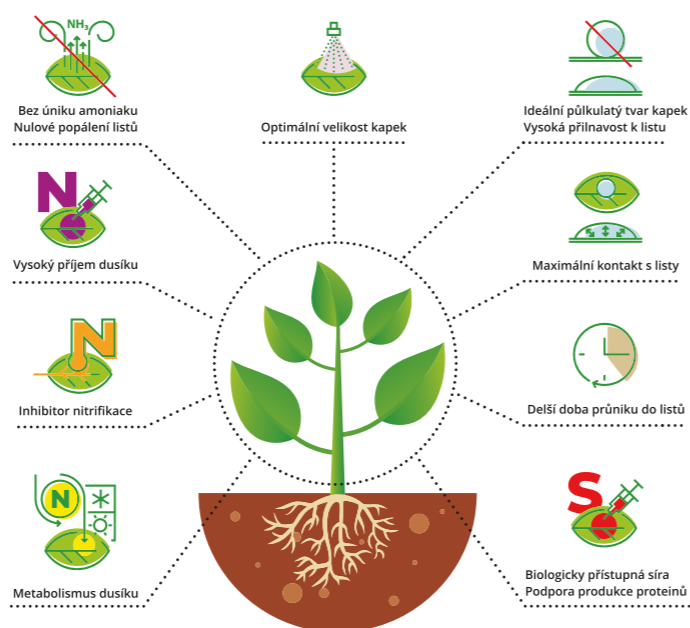 NH₃
Bez úniku amoniaku
Nulové popálení listů
Optimální velikost kapek
Ideální půlkulatý tvar kapek
Vysoká přilnavost k listu
N
Vysoký příjem dusíku
Maximální kontakt s listy
N
Inhibitor nitrifikace
Delší doba průniku do listů
N
Metabolismus dusíku
S
Biologicky přístupná síra
Podpora produkce proteinů